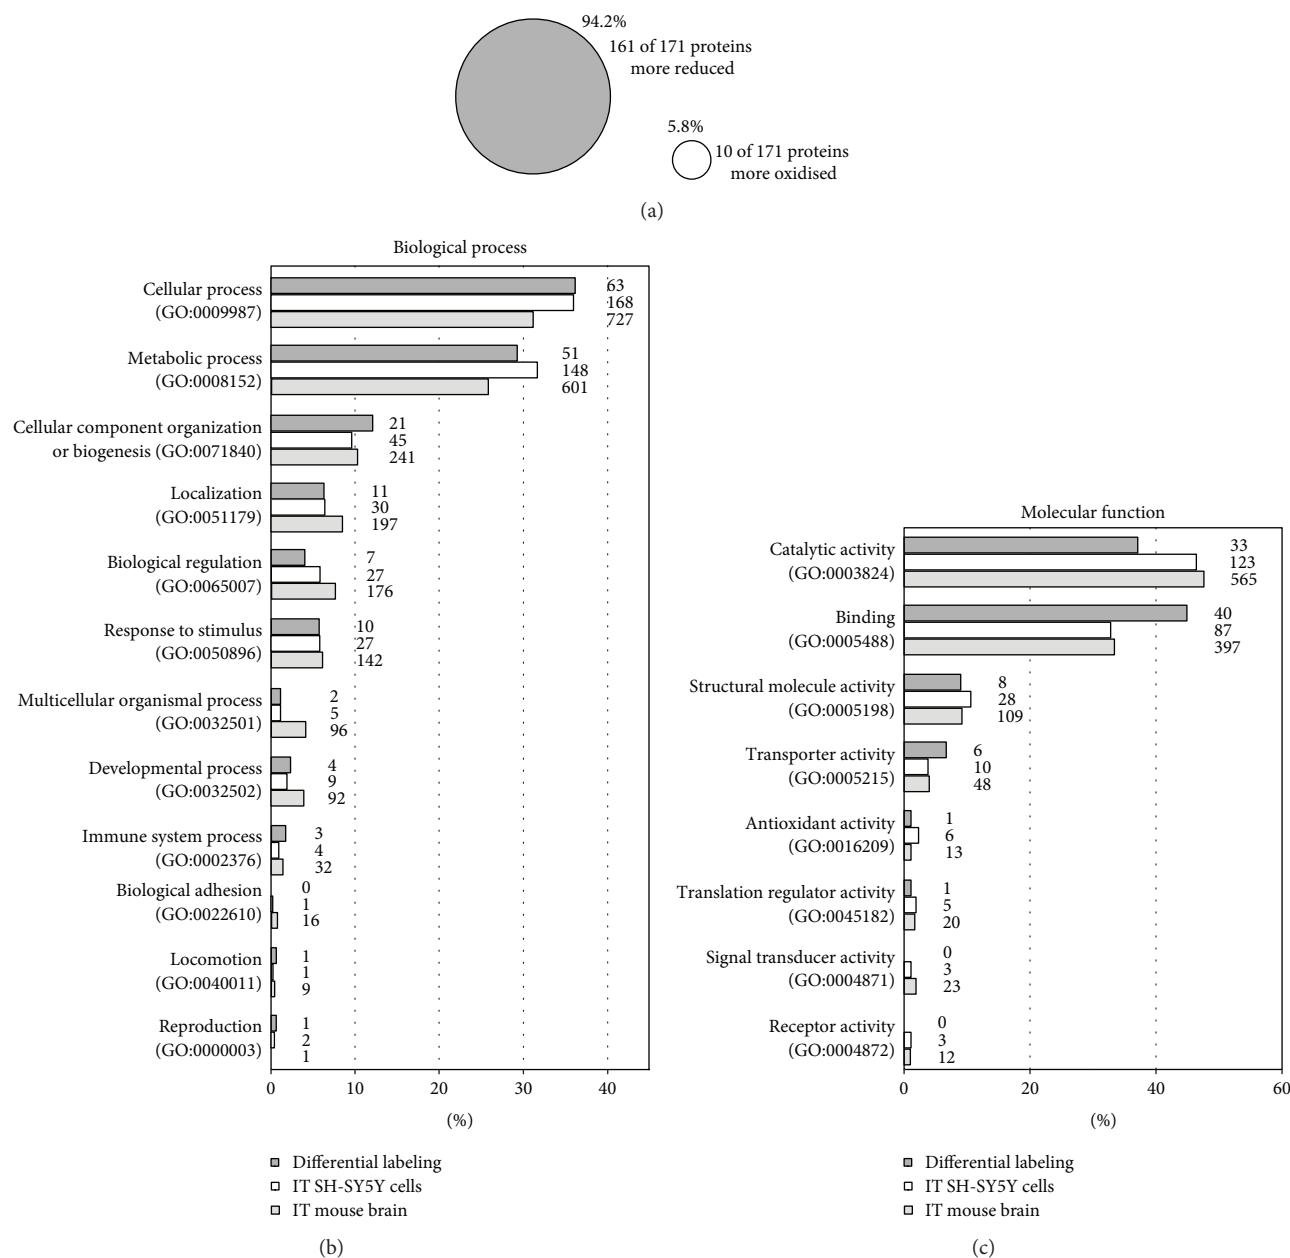 94.2%
161 of 171 proteins
more reduced
5.8%
10 of 171 proteins
more oxidised
(a)
Biological process
Cellular process
(GO:0009987)
63
168
727
Metabolic process
(GO:0008152)
51
148
601
Cellular component organization
or biogenesis (GO:0071840)
21
45
241
Localization
(GO:0051179)
11
30
197
Biological regulation
(GO:0065007)
7
27
176
Response to stimulus
(GO:0050896)
10
27
142
Multicellular organismal process
(GO:0032501)
2
5
96
Developmental process
(GO:0032502)
4
9
92
Immune system process
(GO:0002376)
3
4
32
Biological adhesion
(GO:0022610)
0
1
16
Locomotion
(GO:0040011)
1
1
9
Reproduction
(GO:0000003)
1
2
1
0 10 20 30 40
(%)
Differential labeling
IT SH-SY5Y cells
IT mouse brain
(b)
Molecular function
Catalytic activity
(GO:0003824)
33
123
565
Binding
(GO:0005488)
40
87
397
Structural molecule activity
(GO:0005198)
8
28
109
Transporter activity
(GO:0005215)
6
10
48
Antioxidant activity
(GO:0016209)
1
6
13
Translation regulator activity
(GO:0045182)
1
5
20
Signal transducer activity
(GO:0004871)
0
3
23
Receptor activity
(GO:0004872)
0
3
12
0 20 40 60
(%)
Differential labeling
IT SH-SY5Y cells
IT mouse brain
(c)